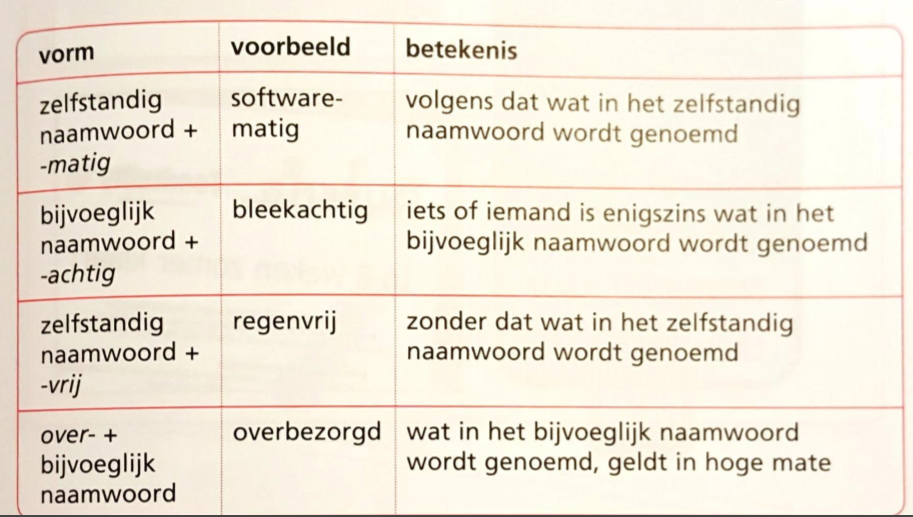 vorm voorbeeld betekenis
zelfstandig software- volgens dat wat in het zelfstandig
naamwoord + matig naamwoord wordt genoemd
-matig
bijvoeglijk bleekachtig iets of iemand is enigszins wat in het
naamwoord + bijvoeglijk naamwoord wordt genoemd
-achtig
zelfstandig regenvrij zonder dat wat in het zelfstandig
naamwoord + naamwoord wordt genoemd
-vrij
over- + overbezorgd wat in het bijvoeglijk naamwoord
bijvoeglijk wordt genoemd, geldt in hoge mate
naamwoord